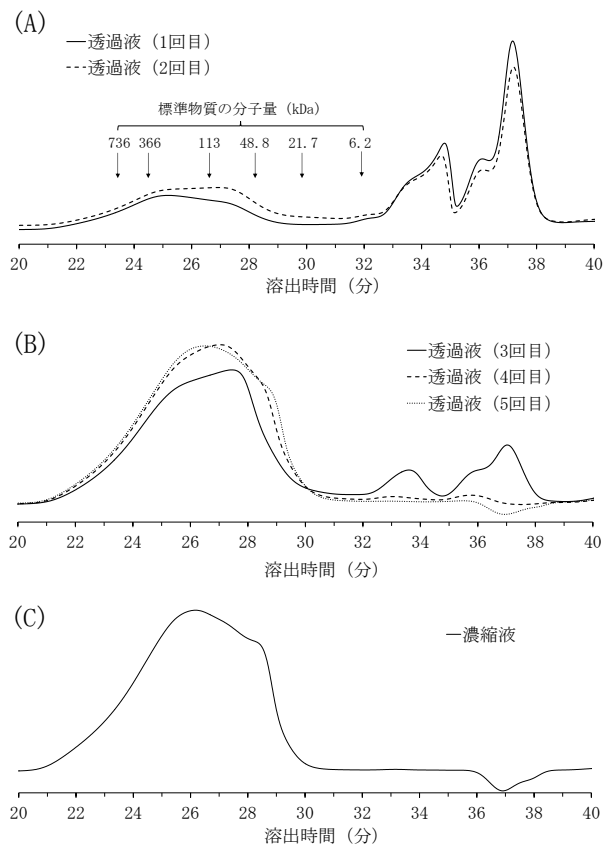 (A)
透過液（1回目）
透過液（2回目）
標準物質の分子量（kDa）
736 366 113 48.8 21.7 6.2
20 22 24 26 28 30 32 34 36 38 40
溶出時間（分）
(B)
透過液（3回目）
透過液（4回目）
透過液（5回目）
20 22 24 26 28 30 32 34 36 38 40
溶出時間（分）
(C)
濃縮液
20 22 24 26 28 30 32 34 36 38 40
溶出時間（分）